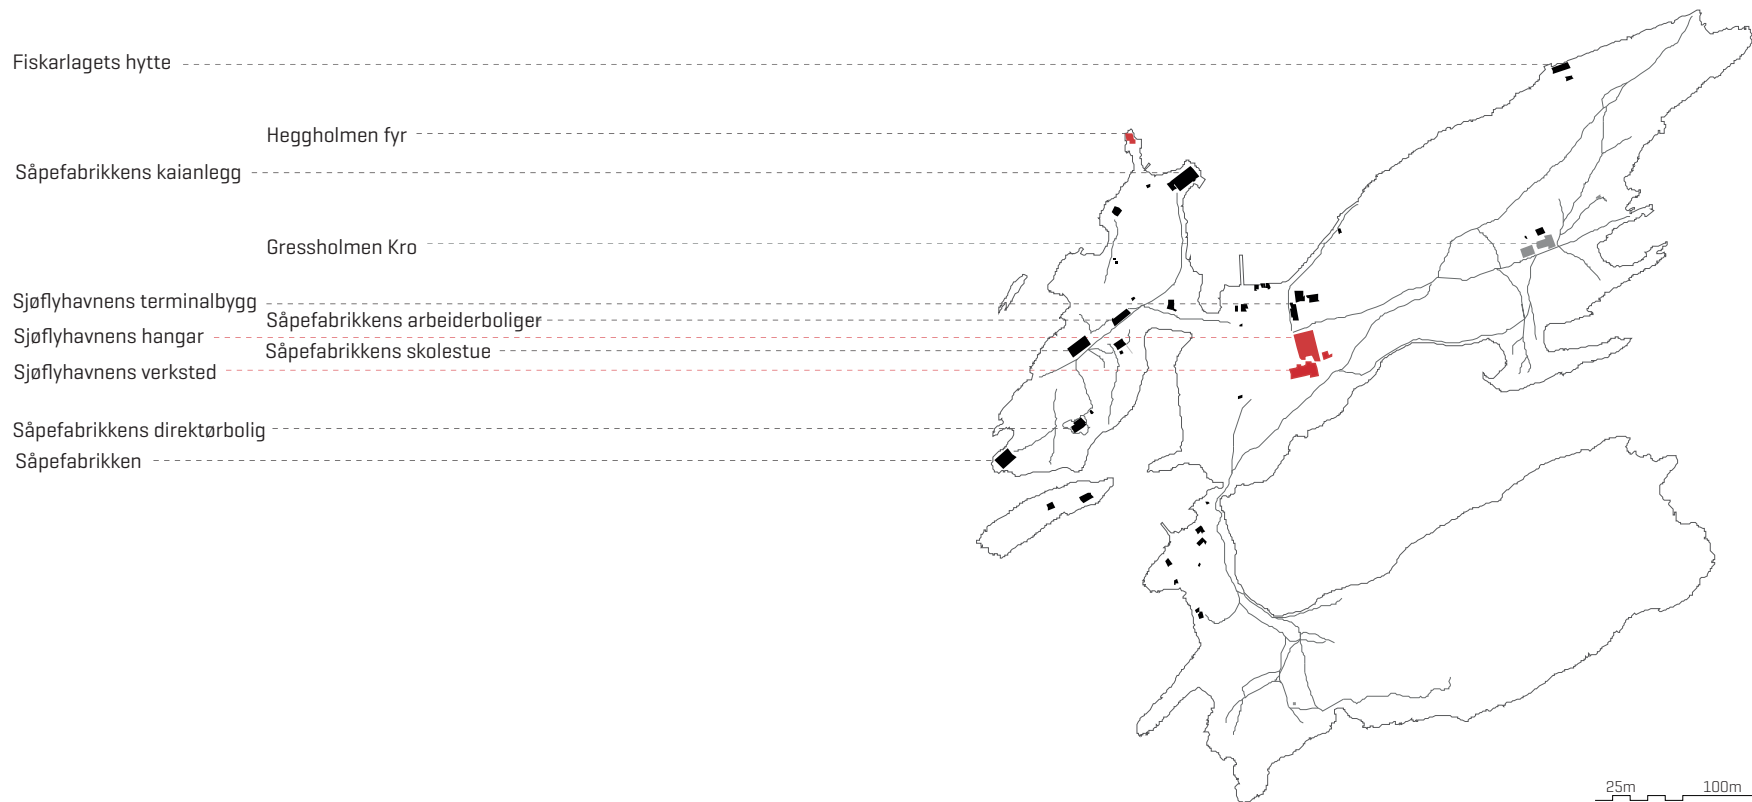 Fiskarlagets hytte
Heggholmen fyr
Såpefabrikkens kaianlegg
Gressholmen Kro
Sjøflyhavnens terminalbygg
Såpefabrikkens arbeiderboliger
Sjøflyhavnens hangar
Såpefabrikkens skolestue
Sjøflyhavnens verksted
Såpefabrikkens direktørbolig
Såpefabrikken
25m 100m